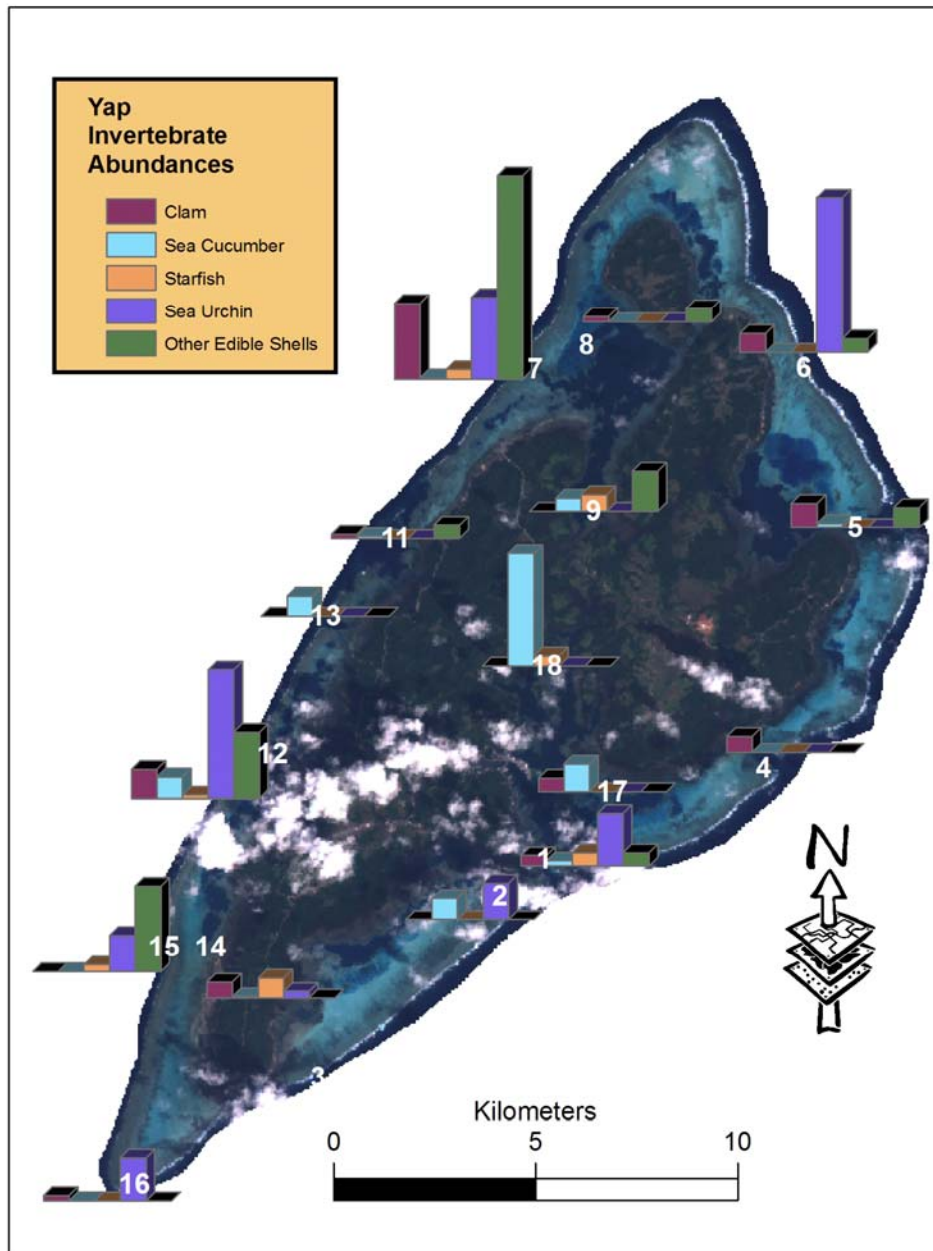 Yap
Invertebrate
Abundances
Clam
Sea Cucumber
Starfish
Sea Urchin
Other Edible Shells
8
7
6
9
5
11
13
18
12
4
17
1
2
15
14
3
16
N
Kilometers
0
5
10